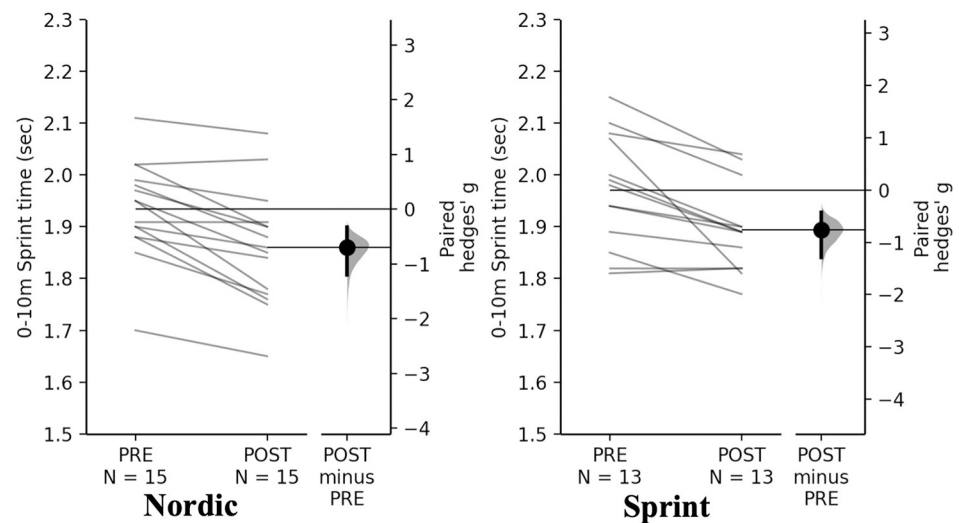 2.3
2.2
2.1
2.0
1.9
1.8
1.7
1.6
1.5
0-10m Sprint time (sec)
3
2
1
0
−1
−2
−3
−4
Paired
hedges' g
PRE
N = 15
POST
N = 15
POST
minus
PRE
Nordic
2.3
2.2
2.1
2.0
1.9
1.8
1.7
1.6
1.5
0-10m Sprint time (sec)
3
2
1
0
−1
−2
−3
−4
Paired
hedges' g
PRE
N = 13
POST
N = 13
POST
minus
PRE
Sprint